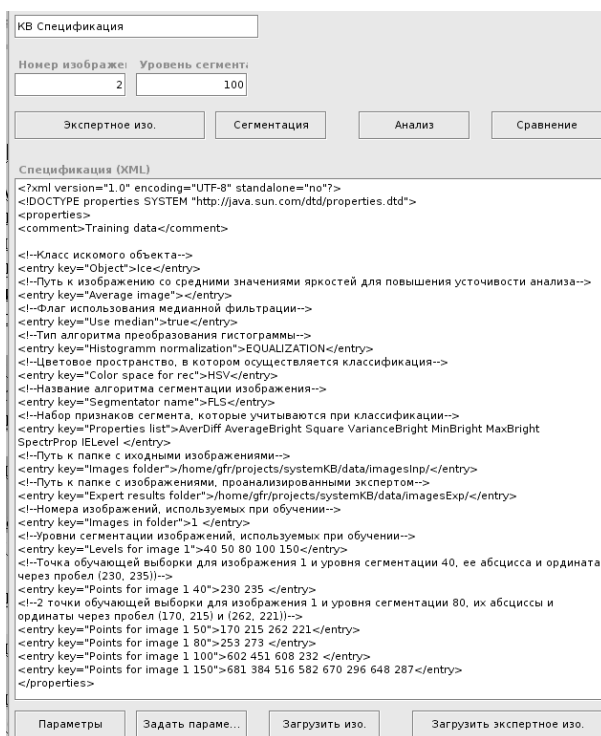 КВ Спецификация
Номер изображе Уровень сегмент
2 100
Экспертное изо. Сегментация Анализ Сравнение
Спецификация (XML)
<?xml version="1.0" encoding="UTF-8" standalone="no"?>
<!DOCTYPE properties SYSTEM "http://java.sun.com/dtd/properties.dtd">
<properties>
<comment>Training data</comment>
<!--Класс искомого объекта-->
<entry key="Object">Ice</entry>
<!--Путь к изображению со средними значениями яркостей для повышения усточивости анализа-->
<entry key="Average image"></entry>
<!--Флаг использования медианной фильтрации-->
<entry key="Use median">true</entry>
<!--Тип алгоритма преобразования гистограммы-->
<entry key="Histogramm normalization">EQUALIZATION</entry>
<!--Цветовое пространство, в котором осуществляется классификация-->
<entry key="Color space for rec">HSV</entry>
<!--Название алгоритма сегментации изображения-->
<entry key="Segmentator name">FLS</entry>
<!--Набор признаков сегмента, которые учитываются при классификации-->
<entry key="Properties list">AverDiff AverageBright Square VarianceBright MinBright MaxBright
SpectrProp IELevel </entry>
<!--Путь к папке с иходными изображениями-->
<entry key="Images folder">/home/gfr/projects/systemKB/data/imagesInp/</entry>
<!--Путь к папке с изображениями, проанализированными экспертом-->
<entry key="Expert results folder">/home/gfr/projects/systemKB/data/imagesExp/</entry>
<!--Номера изображений, используемых при обучении-->
<entry key="Images in folder">1 </entry>
<!--Уровни сегментации изображений, используемых при обучении-->
<entry key="Levels for image 1">40 50 80 100 150</entry>
<!--Точка обучающей выборки для изображения 1 и уровня сегментации 40, ее абсцисса и ордината
через пробел (230, 235))-->
<entry key="Points for image 1 40">230 235 </entry>
<!--2 точки обучающей выборки для изображения 1 и уровня сегментации 80, их абсциссы и
ординаты через пробел (170, 215) и (262, 221))-->
<entry key="Points for image 1 50">170 215 262 221</entry>
<entry key="Points for image 1 80">253 273 </entry>
<entry key="Points for image 1 100">602 451 608 232 </entry>
<entry key="Points for image 1 150">681 384 516 582 670 296 648 287</entry>
</properties>
Параметры Задать параме... Загрузить изо. Загрузить экспертное изо.